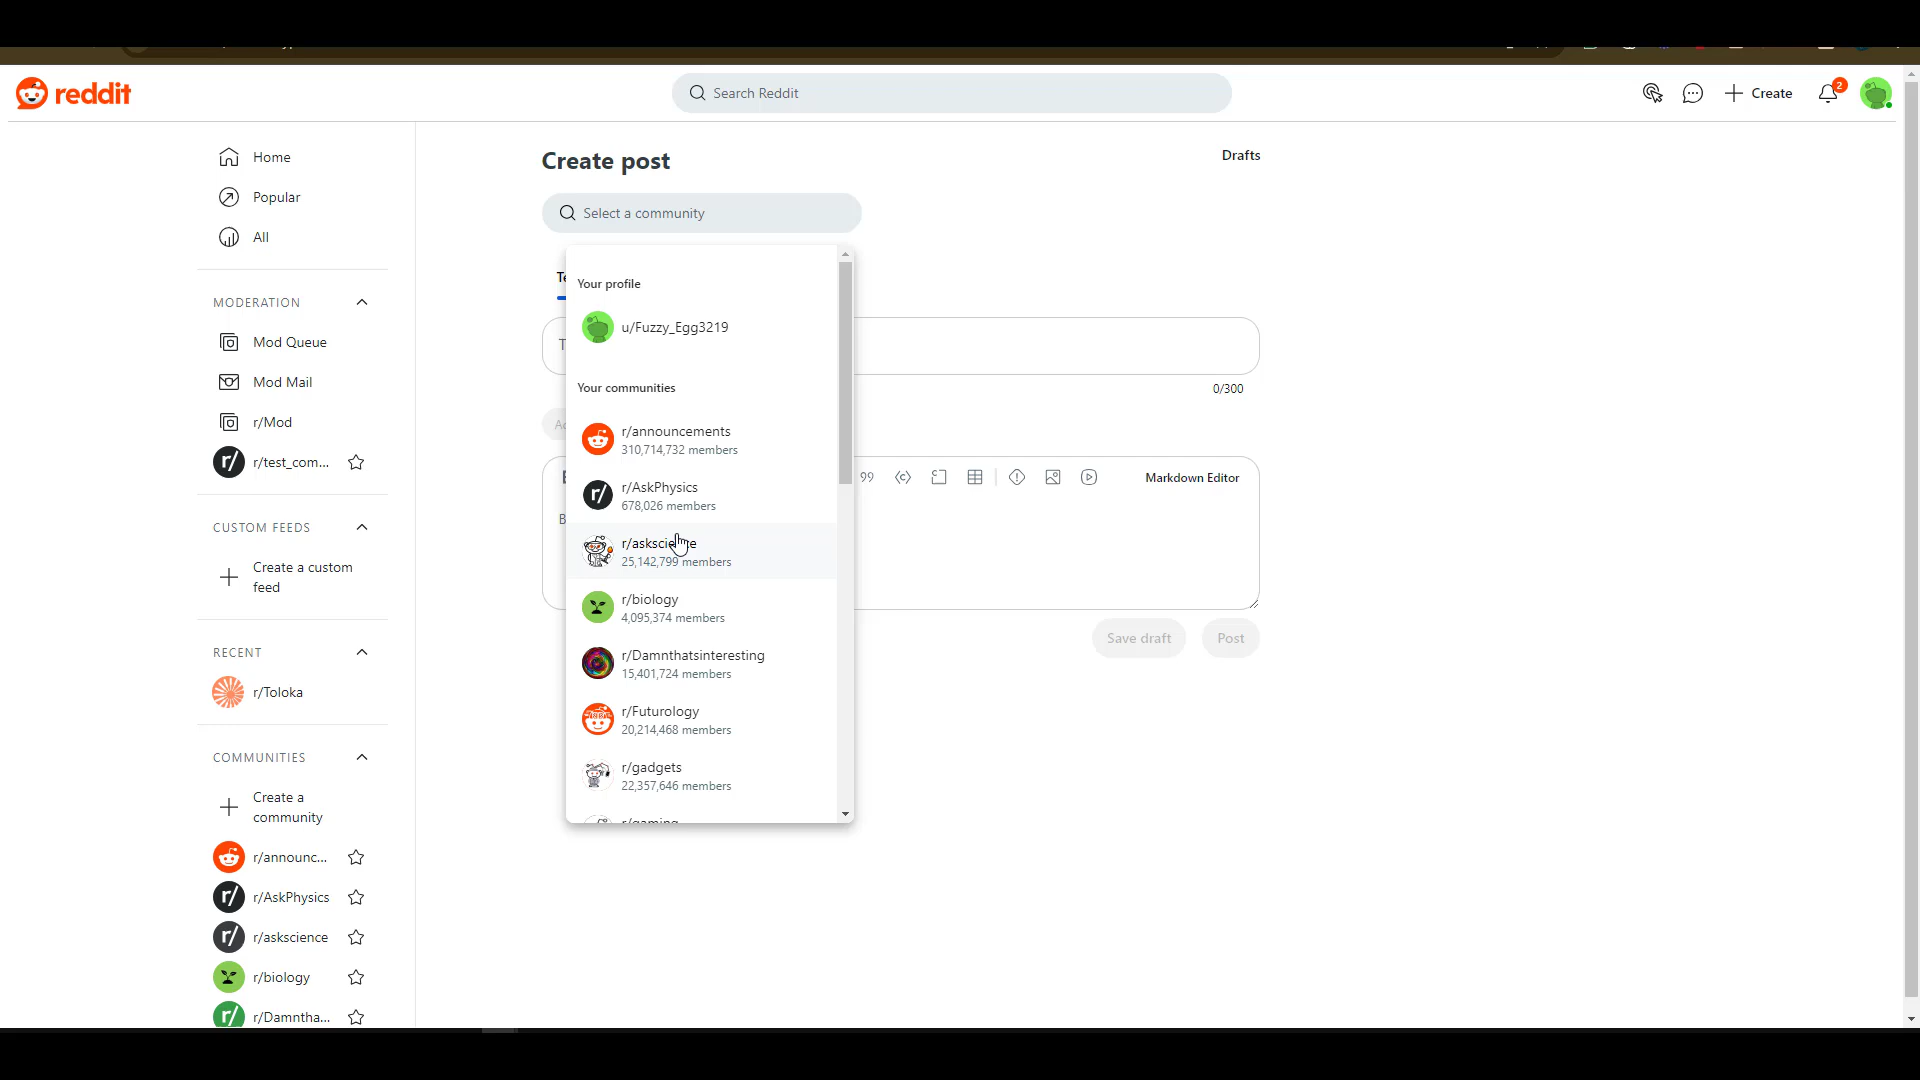 reddit
Search Reddit
Create
2
Home
Popular
All
MODERATION
Mod Queue
Mod Mail
r/Mod
r/test_com...
CUSTOM FEEDS
Create a custom
feed
RECENT
r/Toloka
COMMUNITIES
Create a
community
r/announc...
r/AskPhysics
r/askscience
r/biology
r/Damntha...
Create post
Drafts
Select a community
Your profile
u/Fuzzy_Egg3219
Your communities
r/announcements
310,714,732 members
r/AskPhysics
678,026 members
r/askscience
25,142,799 members
r/biology
4,095,374 members
r/Damnthatsinteresting
15,401,724 members
r/Futurology
20,214,468 members
r/gadgets
22,357,646 members
r/gaming
0/300
Markdown Editor
Save draft
Post